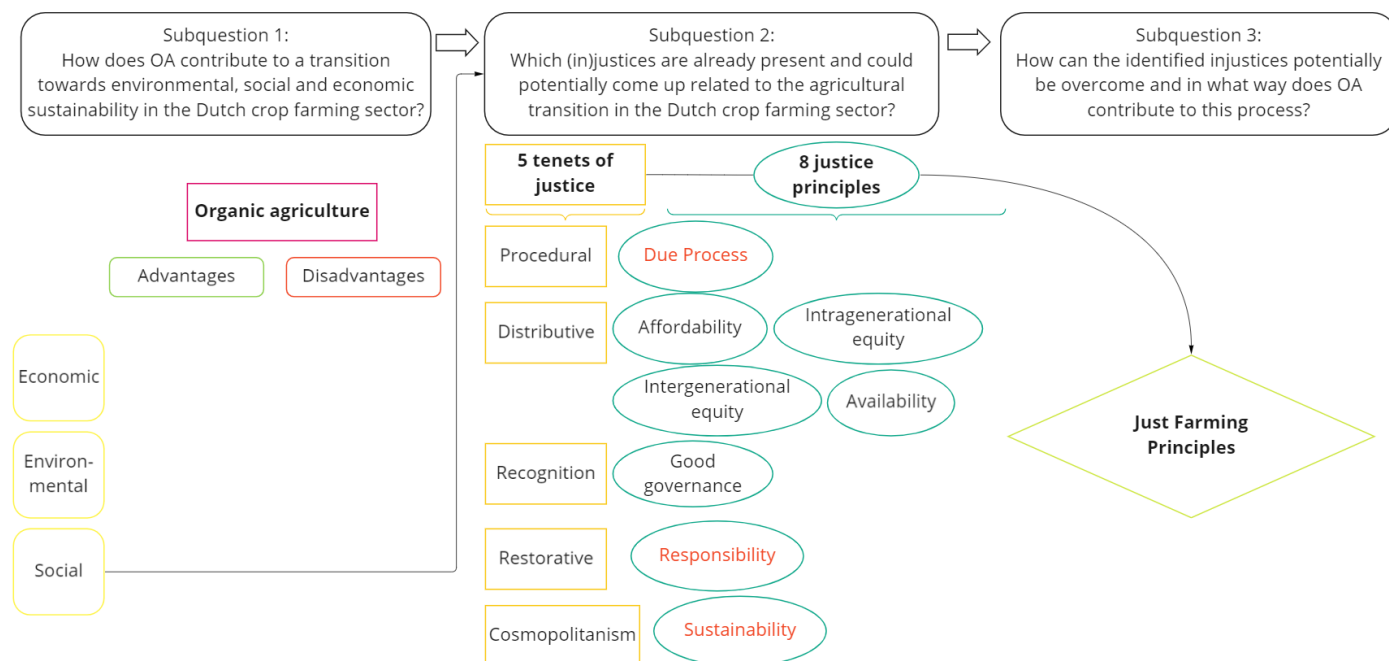 Subquestion 1:
How does OA contribute to a transition
towards environmental, social and economic
sustainability in the Dutch crop farming sector?
Subquestion 2:
Which (in)justices are already present and could
potentially come up related to the agricultural
transition in the Dutch crop farming sector?
Subquestion 3:
How can the identified injustices potentially
be overcome and in what way does OA
contribute to this process?
Organic agriculture
Advantages
Disadvantages
Economic
Environ-
mental
Social
5 tenets of
justice
8 justice
principles
Procedural
Due Process
Distributive
Affordability
Intragenerational
equity
Intergenerational
equity
Availability
Recognition
Good
governance
Restorative
Responsibility
Cosmopolitanism
Sustainability
Just Farming
Principles